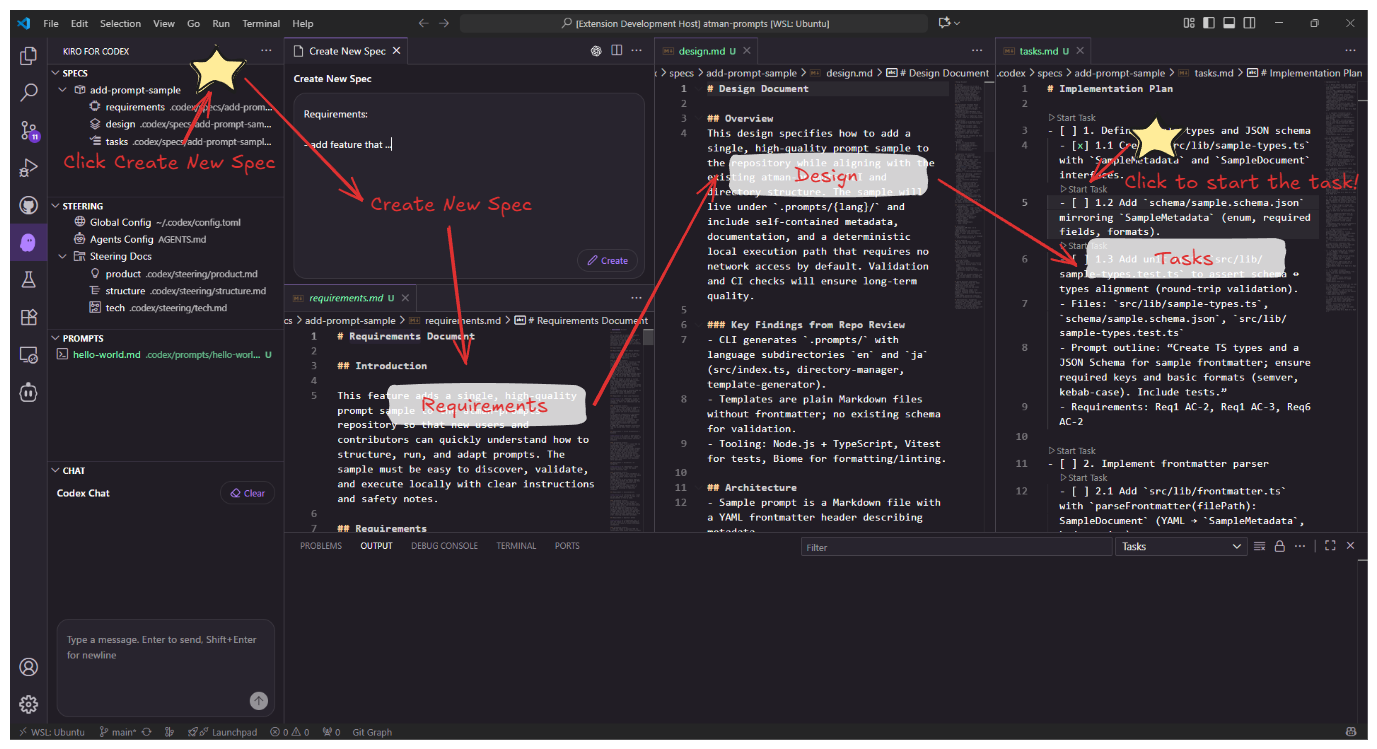 File Edit Selection View Go Run Terminal Help
[Extension Development Host] atman-prompts [WSL: Ubuntu]
KIRO FOR CODEX
SPECS
add-prompt-sample
requirements .codex/specs/add-prom...
design .codex/specs/add-prompt-sam...
tasks .codex/specs/add-prompt-sampl...
Click Create New Spec
11
STEERING
Global Config ~/.codex/config.toml
Agents Config AGENTS.md
Steering Docs
product .codex/steering/product.md
structure .codex/steering/structure.md
tech .codex/steering/tech.md
PROMPTS
hello-world.md .codex/prompts/hello-worl... U
CHAT
Codex Chat
Clear
Type a message. Enter to send, Shift+Enter
for newline
Create New Spec
Create New Spec
Requirements:
- add feature that ..
Create New Spec
Create
requirements.md U
cs > add-prompt-sample > requirements.md > # Requirements Document
1 # Requirements Document
2
3 ## Introduction
4
5 This feature adds a single, high-quality
prompt sample to
repository so that new users and
contributors can quickly understand how to
structure, run, and adapt prompts. The
sample must be easy to discover, validate,
and execute locally with clear instructions
and safety notes.
6
7 ## Requirements
Requirements
design.md U
> specs > add-prompt-sample > design.md > # Design Document
1 # Design Document
2
3 ## Overview
4 This design specifies how to add a
single, high-quality prompt sample to
the repository while aligning with the
existing atman and
directory structure. The sample will
live under `.prompts/{lang}/` and
include self-contained metadata,
documentation, and a deterministic
local execution path that requires no
network access by default. Validation
and CI checks will ensure long-term
quality.
5
6 ### Key Findings from Repo Review
7 - CLI generates `.prompts/` with
language subdirectories `en` and `ja`
(src/index.ts, directory-manager,
template-generator).
8 - Templates are plain Markdown files
without frontmatter; no existing schema
for validation.
9 - Tooling: Node.js + TypeScript, Vitest
for tests, Biome for formatting/linting.
10
11 ## Architecture
12 - Sample prompt is a Markdown file with
a YAML frontmatter header describing
metadata
Design
tasks.md U
.codex > specs > add-prompt-sample > tasks.md > # Implementation Plan
1 # Implementation Plan
2
Start Task
3 - [ ] 1. types and JSON schema
4 - [x] 1.1 src/lib/sample-types.ts`
with `SampleMetadata` and `SampleDocument`
interfaces.
Click to start the task!
Start Task
5 - [ ] 1.2 Add `schema/sample.schema.json`
mirroring `SampleMetadata` (enum, required
fields, formats).
Start Task
6 - [ ] 1.3 Add src/lib/
sample-types.test.ts` to assert schema ↔
types alignment (round-trip validation).
Tasks
7 - Files: `src/lib/sample-types.ts`,
`schema/sample.schema.json`, `src/lib/
sample-types.test.ts`
8 - Prompt outline: “Create TS types and a
JSON Schema for sample frontmatter; ensure
required keys and basic formats (semver,
kebab-case). Include tests.”
9 - Requirements: Req1 AC-2, Req1 AC-3, Req6
AC-2
10
Start Task
11 - [ ] 2. Implement frontmatter parser
Start Task
12 - [ ] 2.1 Add `src/lib/frontmatter.ts`
with `parseFrontmatter(filePath):
SampleDocument` (YAML → `SampleMetadata`,
PROBLEMS OUTPUT DEBUG CONSOLE TERMINAL PORTS
Filter
Tasks
WSL: Ubuntu main* Launchpad 0 0 0 Git Graph